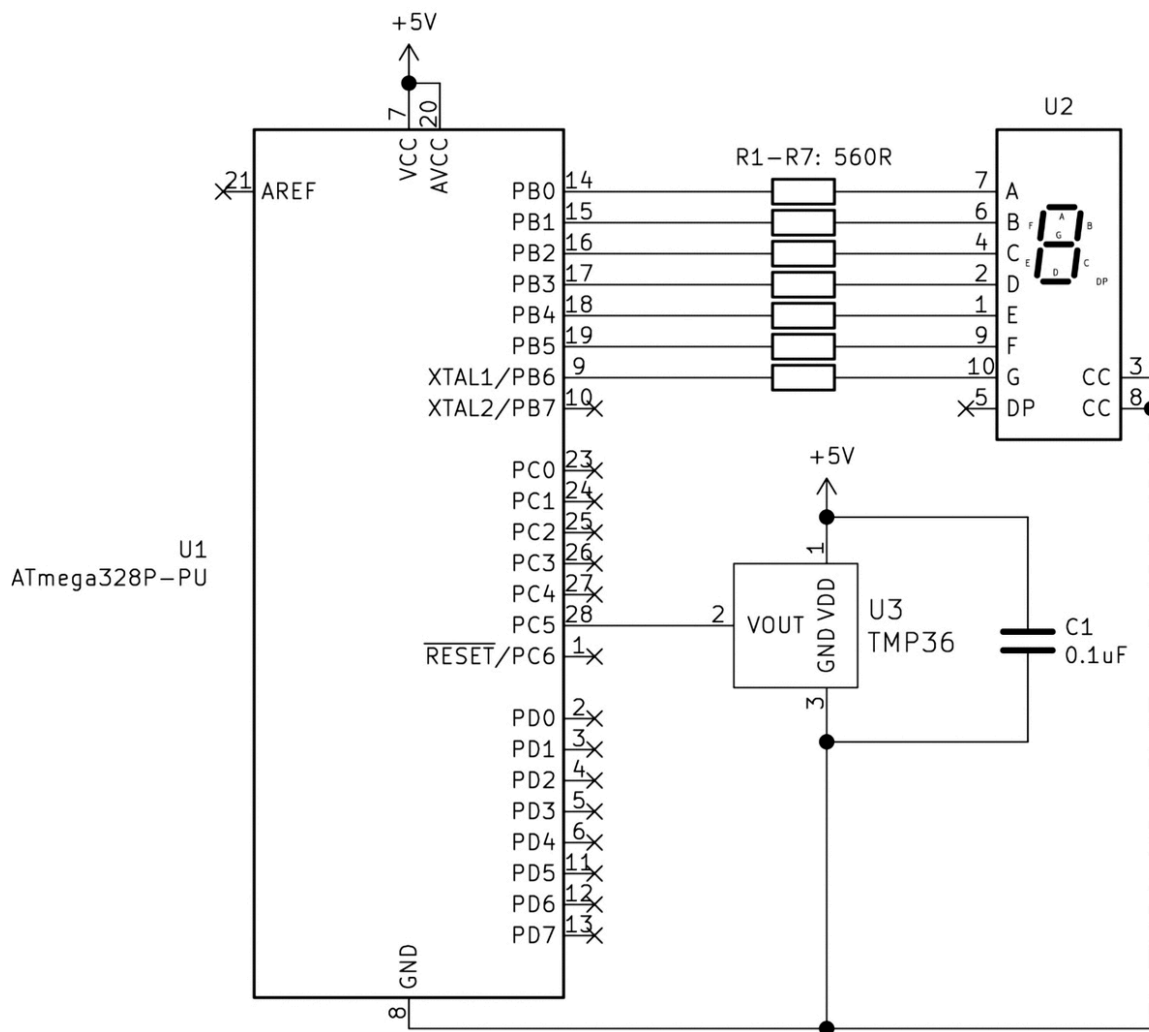 +5V
7
20
VCC
AVCC
21
AREF
PB0
14
PB1
15
PB2
16
PB3
17
PB4
18
PB5
19
XTAL1/PB6
9
XTAL2/PB7
10
PC0
23
PC1
24
PC2
25
PC3
26
PC4
27
PC5
28
RESET/PC6
1
PD0
2
PD1
3
PD2
4
PD3
5
PD4
6
PD5
11
PD6
12
PD7
13
GND
8
U1
ATmega328P-PU
R1-R7: 560R
U2
7
A
6
B
4
C
2
D
1
E
9
F
10
G
5
DP
CC
3
CC
8
A
F
B
G
E
C
D
DP
+5V
1
2
VOUT
VDD
GND
3
U3
TMP36
C1
0.1uF